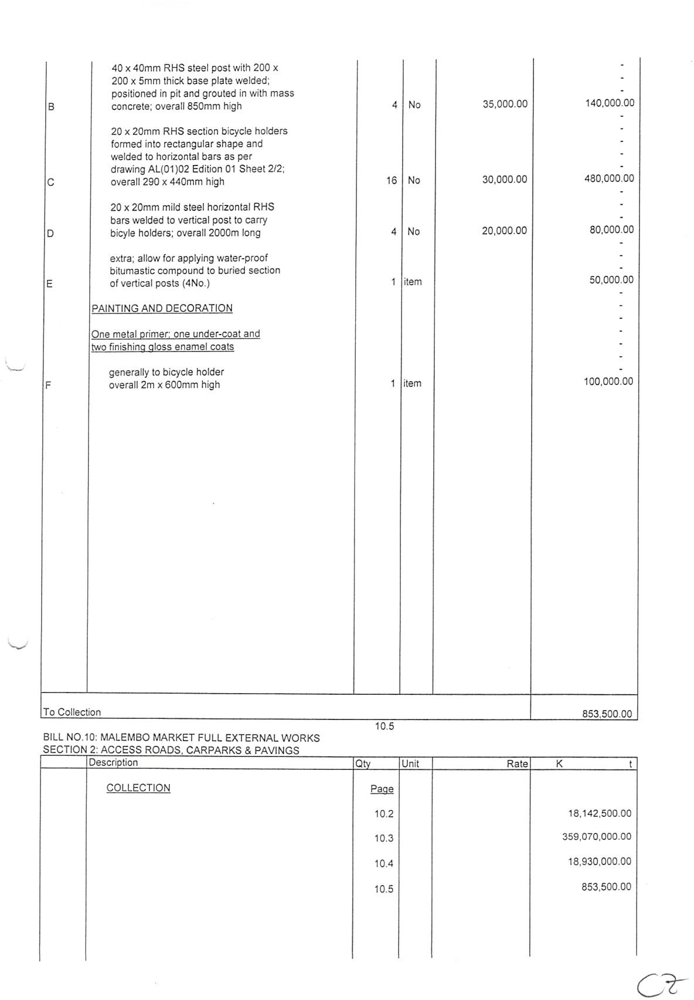 40 x 40mm RHS steel post with 200 x -
200 x 5mm thick base plate welded; -
positioned in pit and grouted in with mass -
B concrete; overall 850mm high 4 No 35,000.00 140,000.00
-
20 x 20mm RHS section bicycle holders -
formed into rectangular shape and -
welded to horizontal bars as per -
drawing AL(01)02 Edition 01 Sheet 2/2; -
C overall 290 x 440mm high 16 No 30,000.00 480,000.00
-
20 x 20mm mild steel horizontal RHS -
bars welded to vertical post to carry -
D bicyle holders; overall 2000m long 4 No 20,000.00 80,000.00
-
extra; allow for applying water-proof -
bitumastic compound to buried section -
E of vertical posts (4No.) 1 item 50,000.00
-
PAINTING AND DECORATION -
-
One metal primer; one under-coat and -
two finishing gloss enamel coats -
-
generally to bicycle holder -
F overall 2m x 600mm high 1 item 100,000.00
To Collection 853,500.00
10.5
BILL NO.10: MALEMBO MARKET FULL EXTERNAL WORKS
SECTION 2: ACCESS ROADS, CARPARKS & PAVINGS
Description Qty Unit Rate K t
COLLECTION Page
10.2 18,142,500.00
10.3 359,070,000.00
10.4 18,930,000.00
10.5 853,500.00